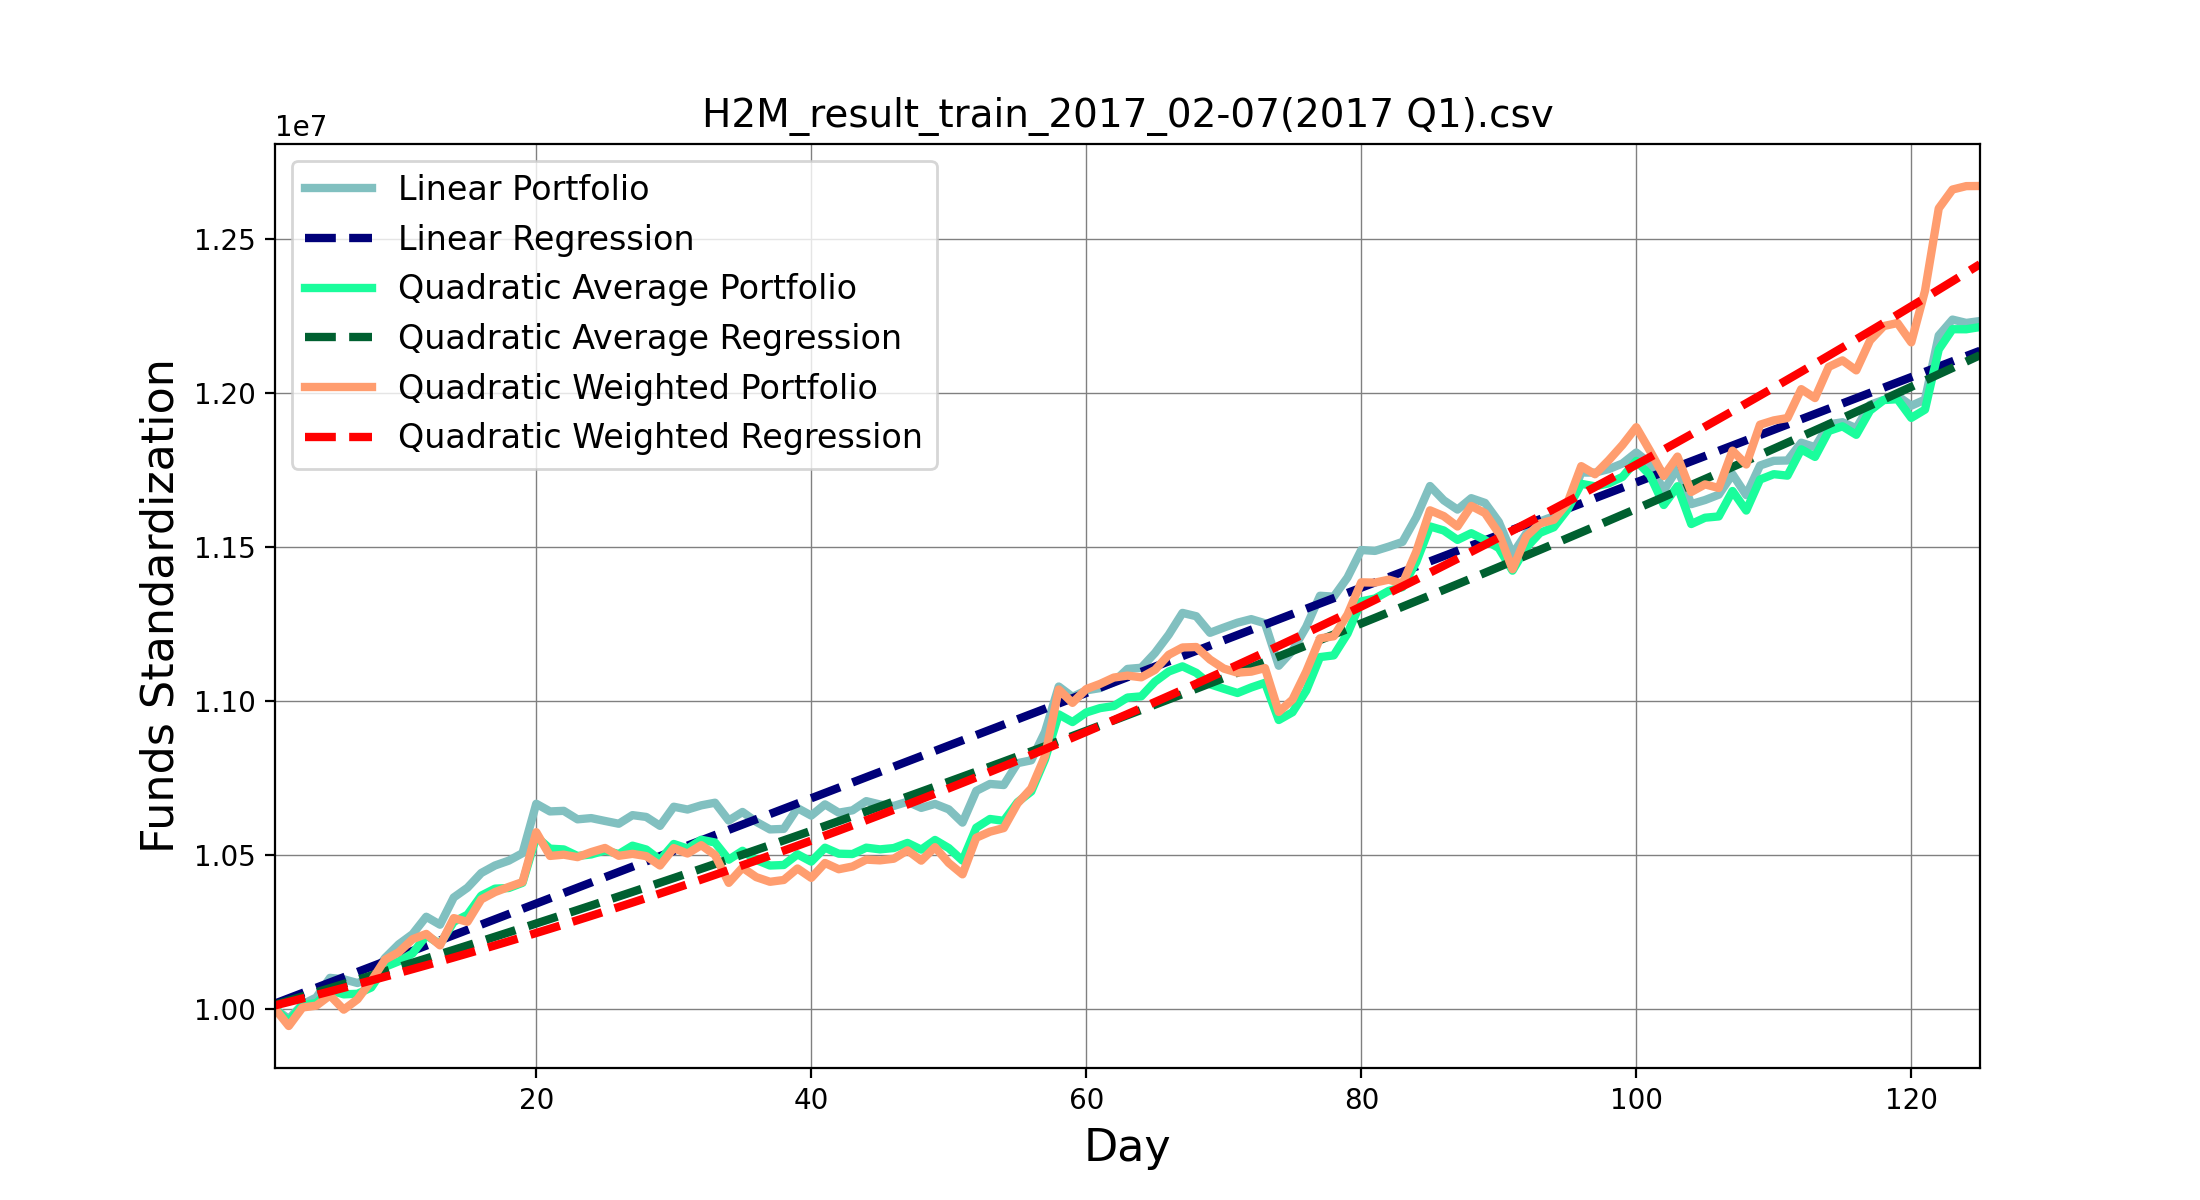 H2M_result_train_2017_02-07(2017 Q1).csv
1e7
Linear Portfolio
Linear Regression
Quadratic Average Portfolio
Quadratic Average Regression
Quadratic Weighted Portfolio
Quadratic Weighted Regression
1.25
1.20
1.15
1.10
1.05
1.00
Funds Standardization
20 40 60 80 100 120
Day